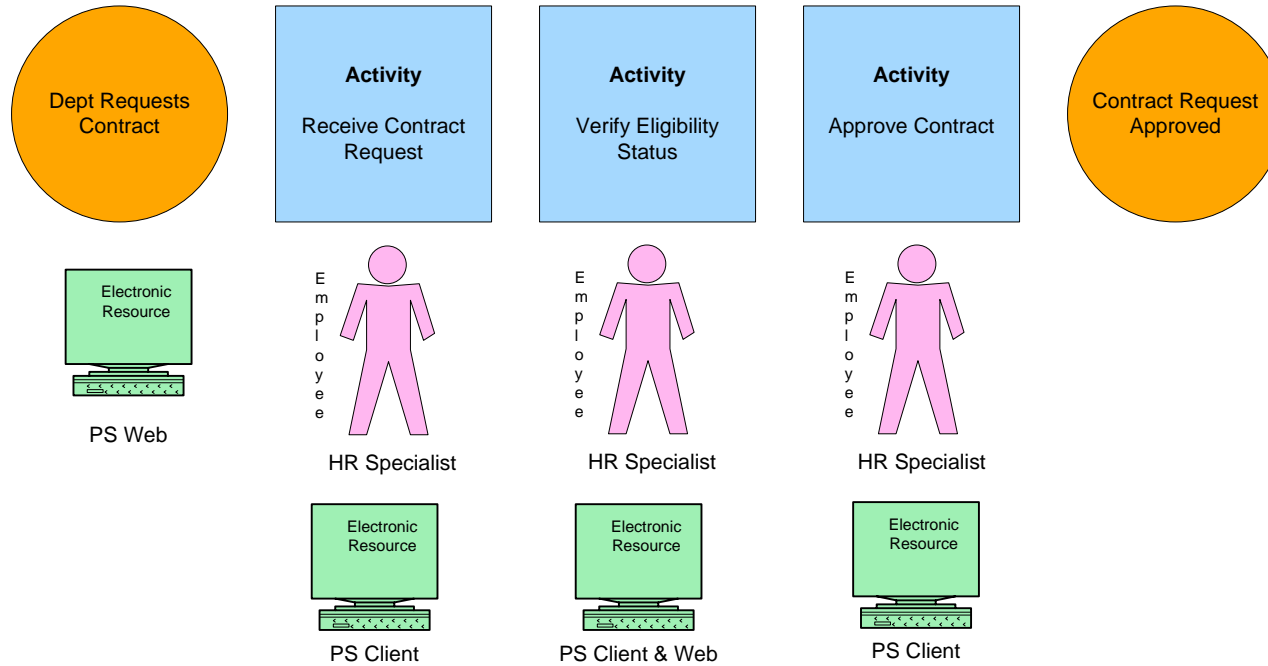 Dept Requests
Contract
Activity
Receive Contract
Request
Activity
Verify Eligibility
Status
Activity
Approve Contract
Contract Request
Approved
Electronic
Resource
PS Web
Employee
HR Specialist
Employee
HR Specialist
Employee
HR Specialist
Electronic
Resource
PS Client
Electronic
Resource
PS Client & Web
Electronic
Resource
PS Client